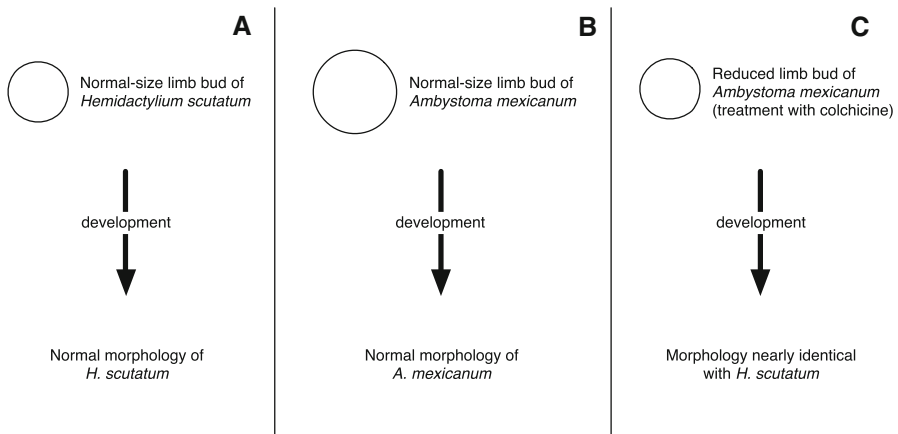 A
Normal-size limb bud of
Hemidactylium scutatum
development
Normal morphology of
H. scutatum
B
Normal-size limb bud of
Ambystoma mexicanum
development
Normal morphology of
A. mexicanum
C
Reduced limb bud of
Ambystoma mexicanum
(treatment with colchicine)
development
Morphology nearly identical
with H. scutatum